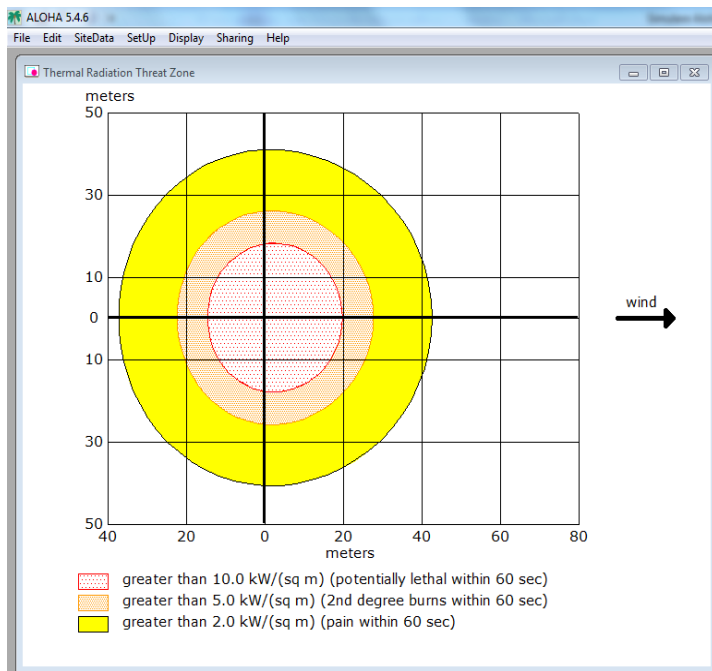 ALOHA 5.4.6
File Edit SiteData SetUp Display Sharing Help
Thermal Radiation Threat Zone
meters
50
30
10
0
10
30
50
40 20 0 20 40 60 80
meters
wind
greater than 10.0 kW/(sq m) (potentially lethal within 60 sec)
greater than 5.0 kW/(sq m) (2nd degree burns within 60 sec)
greater than 2.0 kW/(sq m) (pain within 60 sec)